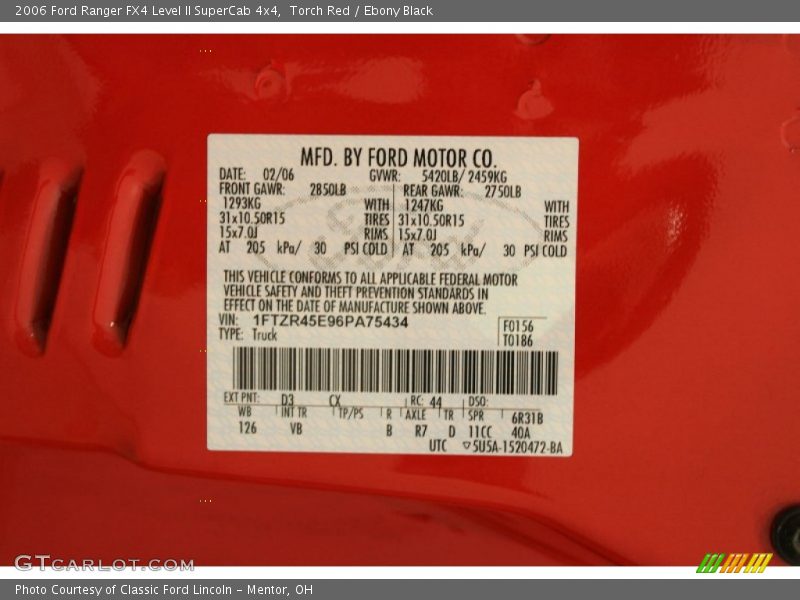 2006 Ford Ranger FX4 Level II SuperCab 4x4, Torch Red / Ebony Black
MFD. BY FORD MOTOR CO.
DATE: 02/06 GVWR: 5420LB/ 2459KG
FRONT GAWR: 2850LB REAR GAWR: 2750LB
1293KG WITH 1247KG WITH
31x10.50R15 TIRES 31x10.50R15 TIRES
15x7.0J RIMS 15x7.0J RIMS
AT 205 kPa/ 30 PSI COLD AT 205 kPa/ 30 PSI COLD
THIS VEHICLE CONFORMS TO ALL APPLICABLE FEDERAL MOTOR
VEHICLE SAFETY AND THEFT PREVENTION STANDARDS IN
EFFECT ON THE DATE OF MANUFACTURE SHOWN ABOVE.
VIN: 1FTZR45E96PA75434 F0156
TYPE: Truck T0186
EXT PNT: D3 CX RC: 44 DSO:
WB INT TR TP/PS R AXLE TR SPR 6R31B
126 VB B R7 D 11CC 40A
UTC ▽5U5A-1520472-BA
GTCARLOT.COM
Photo Courtesy of Classic Ford Lincoln - Mentor, OH